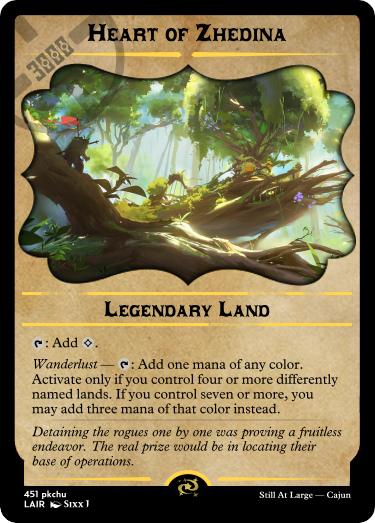 Heart of Zhedina
Legendary Land
: Add .
Wanderlust — : Add one mana of any color.
Activate only if you control four or more differently
named lands. If you control seven or more, you
may add three mana of that color instead.
Detaining the rogues one by one was proving a fruitless
endeavor. The real prize would be in locating their
base of operations.
451 pkchu
LAIR Sixx 1
Still At Large — Cajun